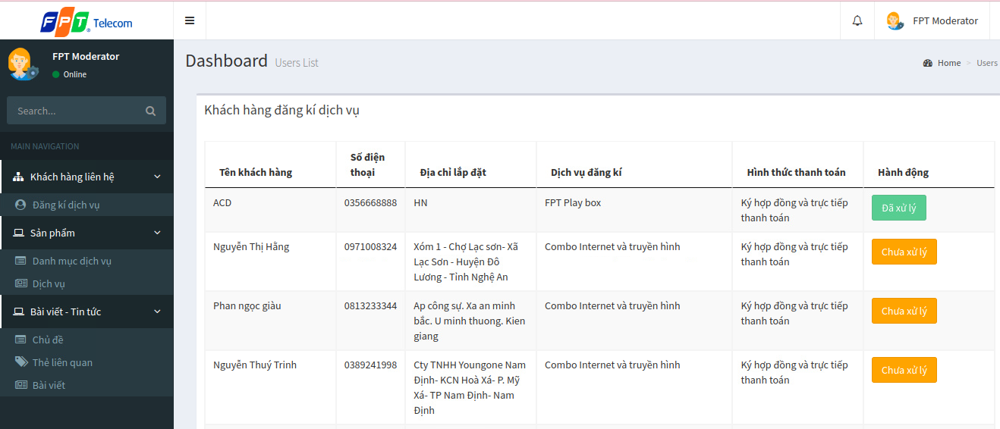 FPT Telecom
FPT Moderator
FPT Moderator
Online
Search...
MAIN NAVIGATION
Khách hàng liên hệ
Đăng kí dịch vụ
Sản phẩm
Danh mục dịch vụ
Dịch vụ
Bài viết - Tin tức
Chủ đề
Thẻ liên quan
Bài viết
Dashboard Users List
Home > Users
Khách hàng đăng kí dịch vụ
Tên khách hàng
Số điện
thoại
Địa chỉ lắp đặt
Dịch vụ đăng kí
Hình thức thanh toán
Hành động
ACD
0356668888
HN
FPT Play box
Ký hợp đồng và trực tiếp
thanh toán
Đã xử lý
Nguyễn Thị Hằng
0971008324
Xóm 1 - Chợ Lạc sơn- Xã
Lạc Sơn - Huyện Đô
Lương - Tỉnh Nghệ An
Combo Internet và truyền hình
Ký hợp đồng và trực tiếp
thanh toán
Chưa xử lý
Phan ngọc giàu
0813233344
Ap công sự. Xa an minh
bắc. U minh thuong. Kien
giang
Combo Internet và truyền hình
Ký hợp đồng và trực tiếp
thanh toán
Chưa xử lý
Nguyễn Thuý Trinh
0389241998
Cty TNHH Youngone Nam
Định- KCN Hoà Xá- P. Mỹ
Xá- TP Nam Định- Nam
Định
Combo Internet và truyền hình
Ký hợp đồng và trực tiếp
thanh toán
Chưa xử lý